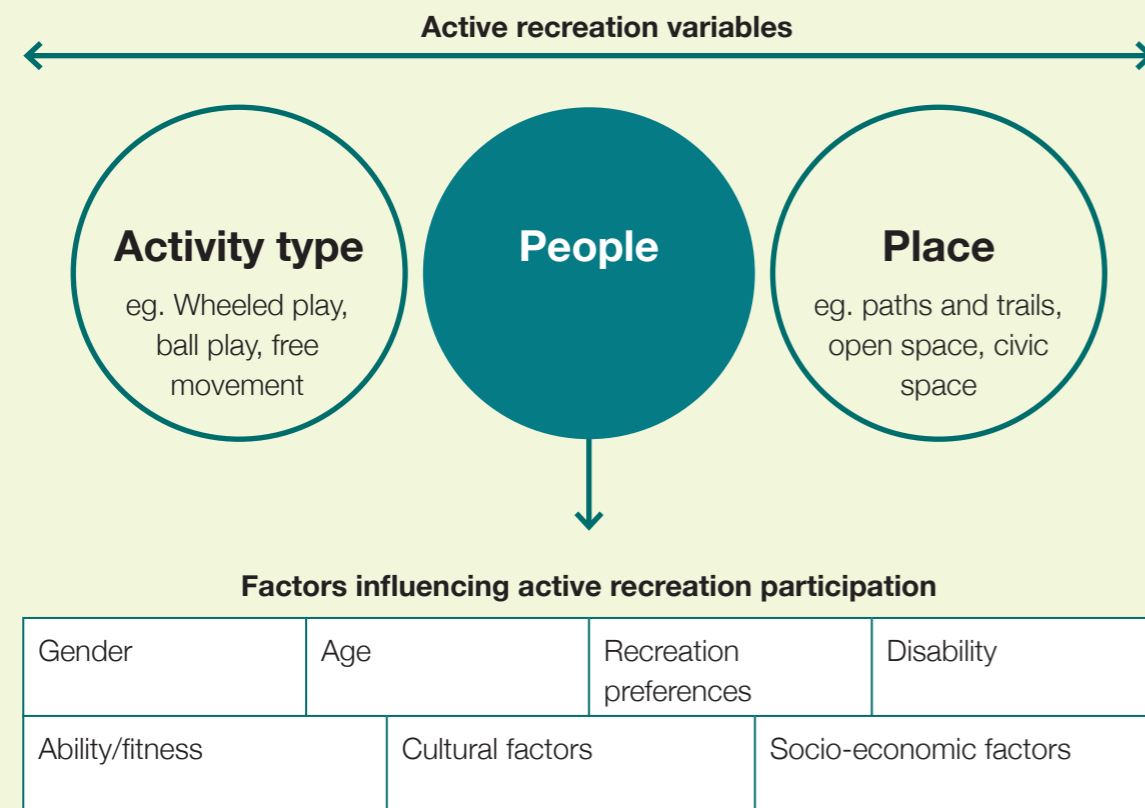 Active recreation variables
Activity type
eg. Wheeled play,
ball play, free
movement
People
Place
eg. paths and trails,
open space, civic
space
Factors influencing active recreation participation
Gender
Age
Recreation
preferences
Disability
Ability/fitness
Cultural factors
Socio-economic factors